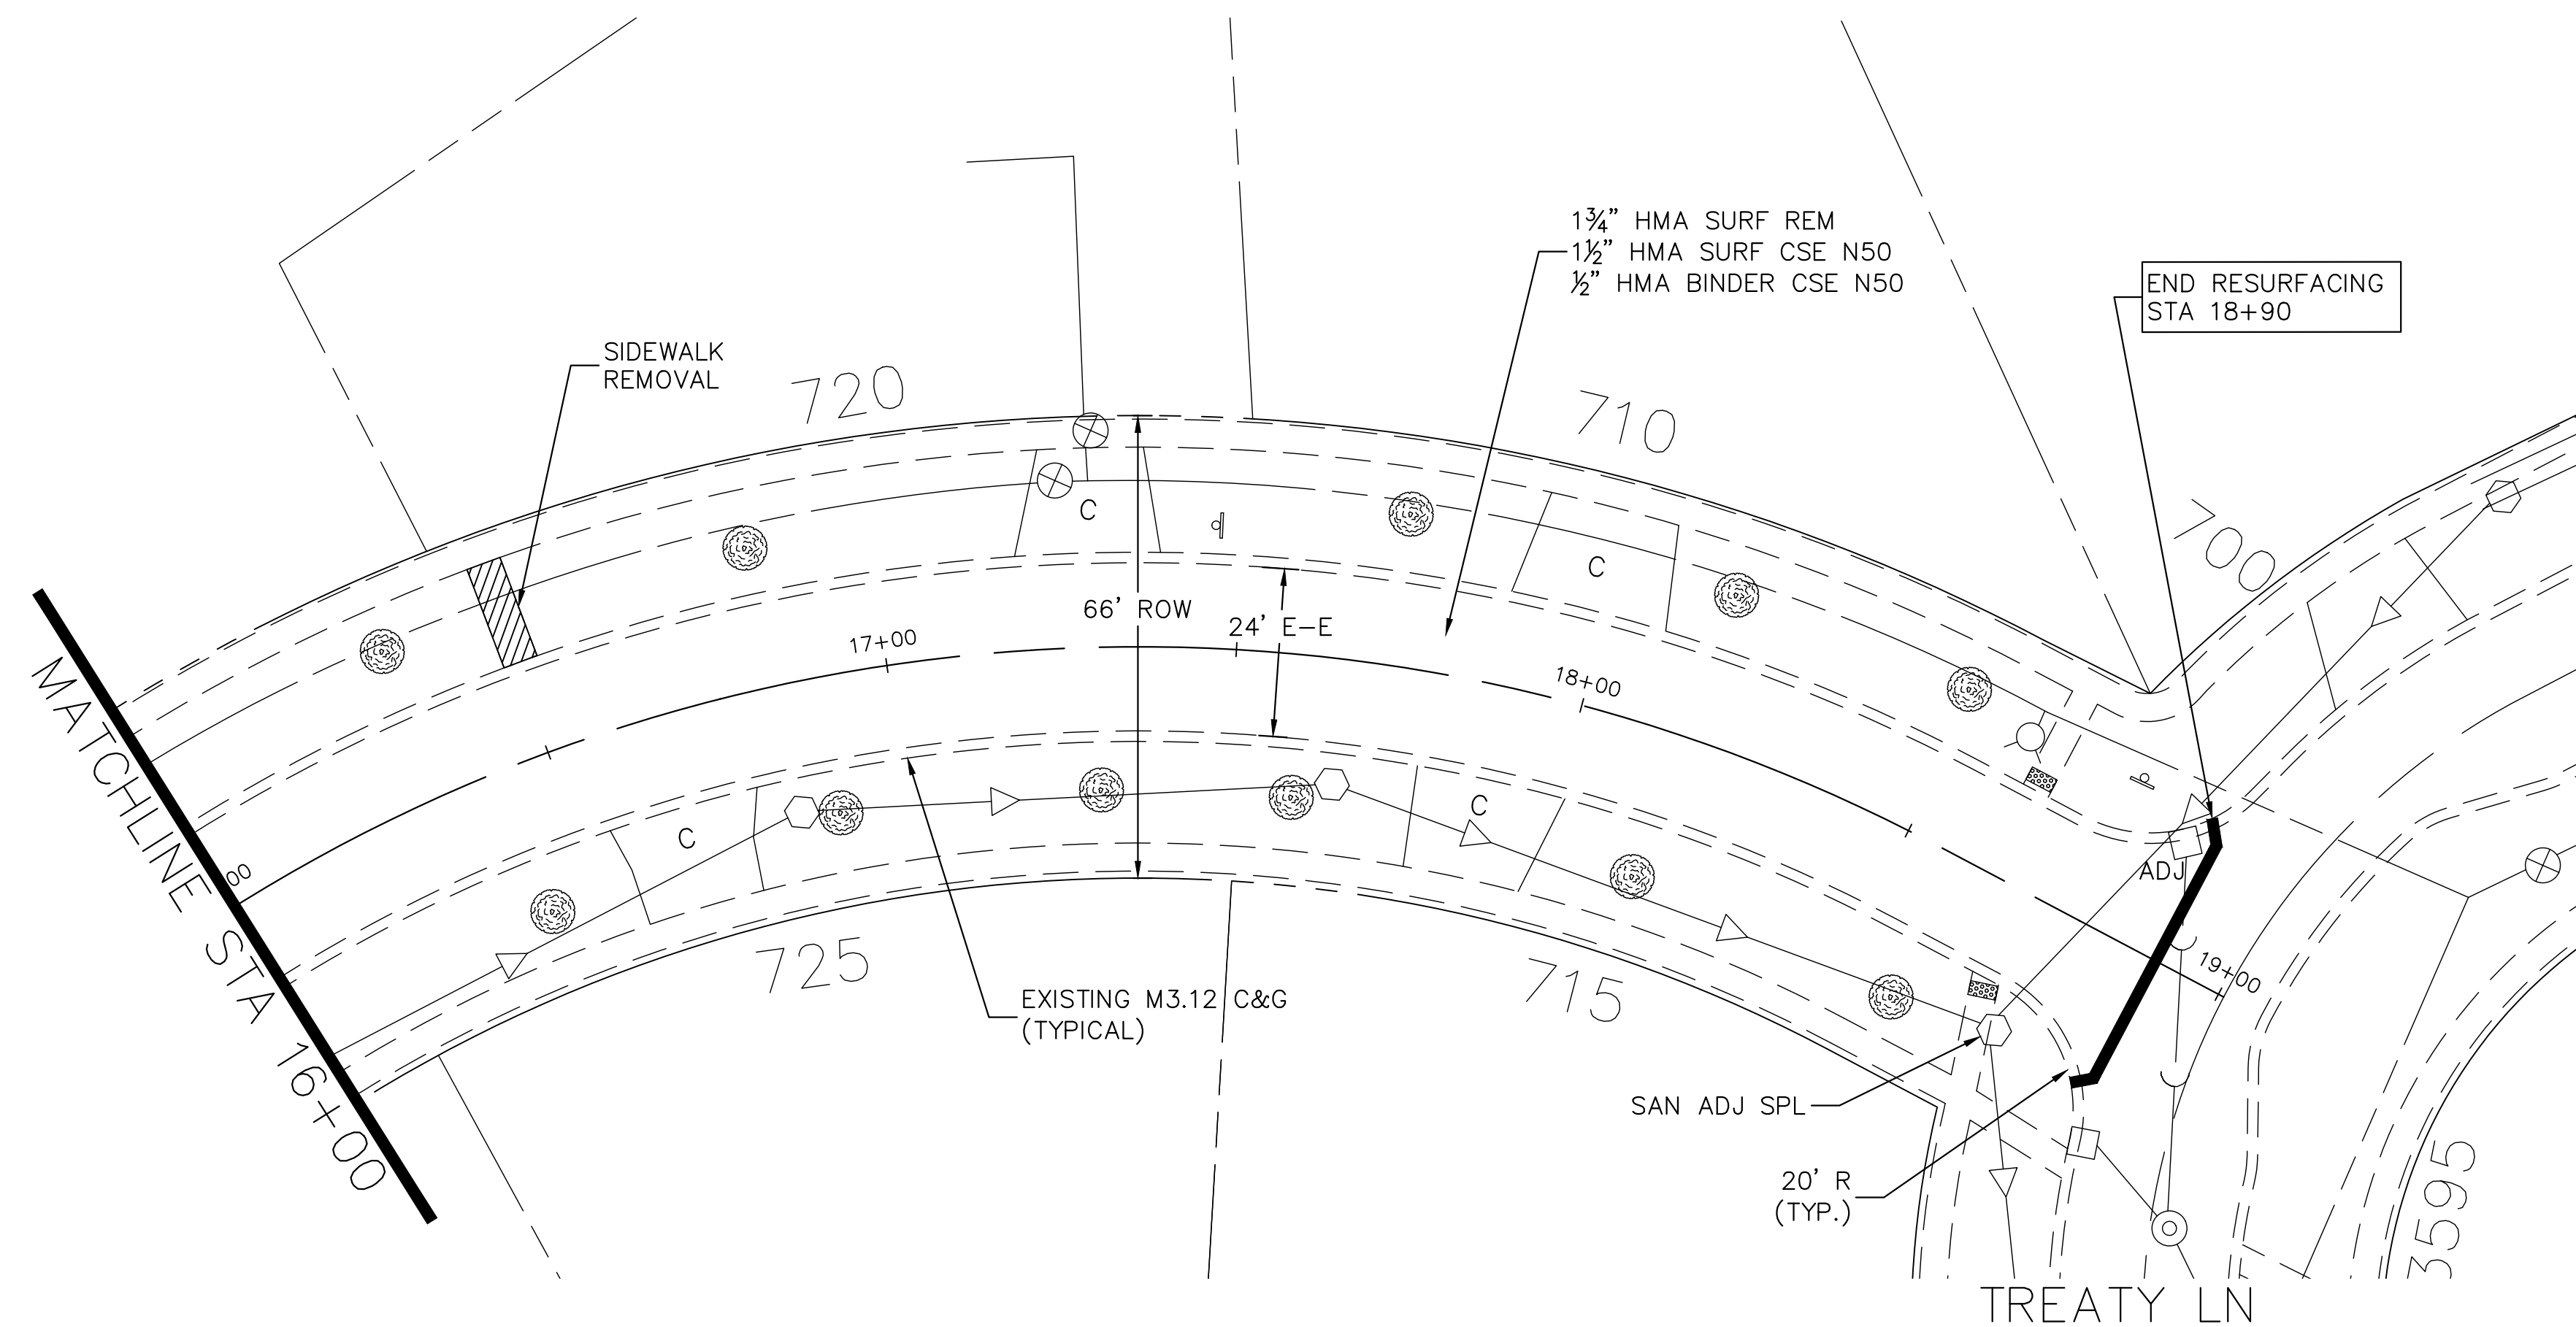 1¾” HMA SURF REM
1½” HMA SURF CSE N50
½” HMA BINDER CSE N50
END RESURFACING
STA 18+90
SIDEWALK
REMOVAL
720
710
700
C
C
66' ROW
24' E-E
17+00
18+00
19+00
00
MATCHLINE STA 16+00
C
C
ADJ
725
715
EXISTING M3.12 C&G
(TYPICAL)
SAN ADJ SPL
20' R
(TYP.)
3595
TREATY LN